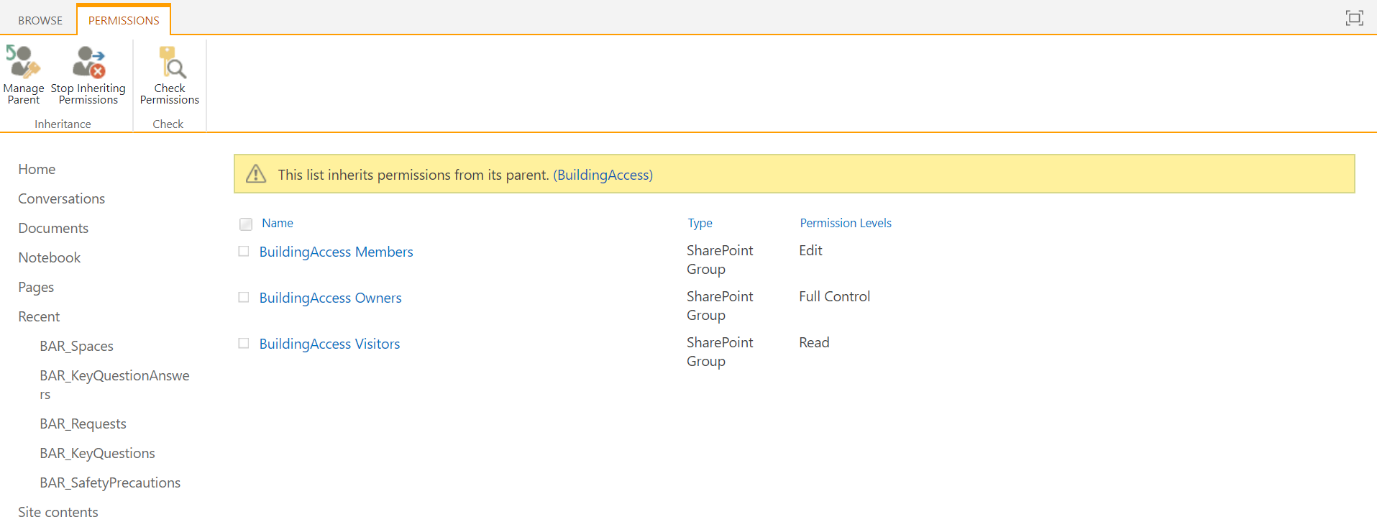 BROWSE PERMISSIONS
Manage Parent
Stop Inheriting Permissions
Check Permissions
Inheritance
Check
Home
Conversations
Documents
Notebook
Pages
Recent
BAR_Spaces
BAR_KeyQuestionAnswe
rs
BAR_Requests
BAR_KeyQuestions
BAR_SafetyPrecautions
Site contents
This list inherits permissions from its parent. (BuildingAccess)
Name Type Permission Levels
BuildingAccess Members SharePoint Edit
Group
BuildingAccess Owners SharePoint Full Control
Group
BuildingAccess Visitors SharePoint Read
Group